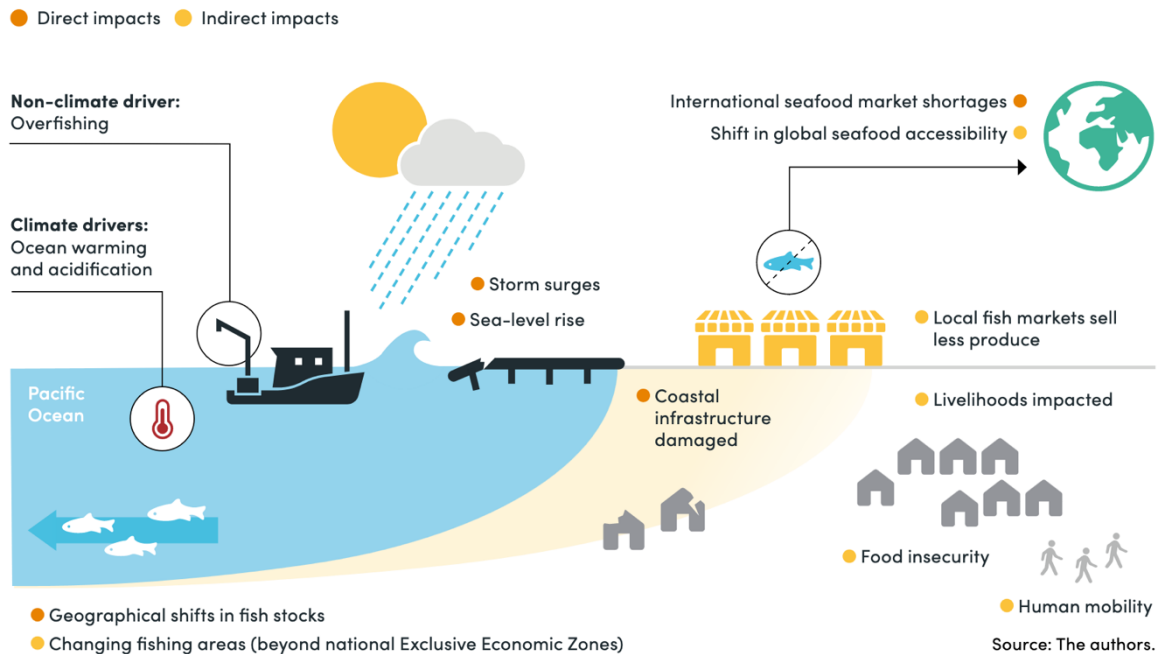 Direct impacts
Indirect impacts
Non-climate driver:
Overfishing
International seafood market shortages
Shift in global seafood accessibility
Climate drivers:
Ocean warming
and acidification
Storm surges
Sea-level rise
Local fish markets sell
less produce
Pacific
Ocean
Coastal
infrastructure
damaged
Livelihoods impacted
Food insecurity
Human mobility
Geographical shifts in fish stocks
Changing fishing areas (beyond national Exclusive Economic Zones)
Source: The authors.